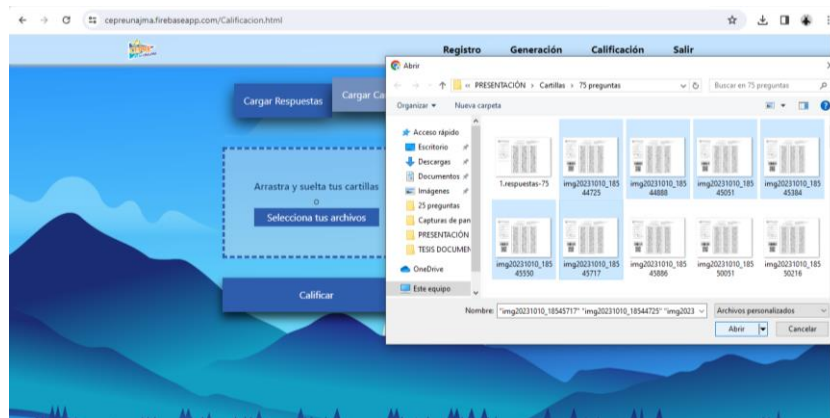 cepreunajma.firebaseapp.com/Calificacion.html
Registro Generación Calificación Salir
Cargar Respuestas
Cargar Ca
Arrastra y suelta tus cartillas
o
Selecciona tus archivos
Calificar
Abrir
« PRESENTACIÓN > Cartillas > 75 preguntas
Buscar en 75 preguntas
Organizar
Nueva carpeta
Acceso rápido
Escritorio
Descargas
Documentos
Imágenes
25 preguntas
Capturas de pan
PRESENTACIÓN
TESIS DOCUMEN
OneDrive
Este equipo
1.respuestas-75
img20231010_185
44725
img20231010_185
44888
img20231010_185
45051
img20231010_185
45384
img20231010_185
45550
img20231010_185
45717
img20231010_185
45886
img20231010_185
50051
img20231010_185
50216
Nombre: "img20231010_18545717" "img20231010_18544725" "img2023
Archivos personalizados
Abrir
Cancelar